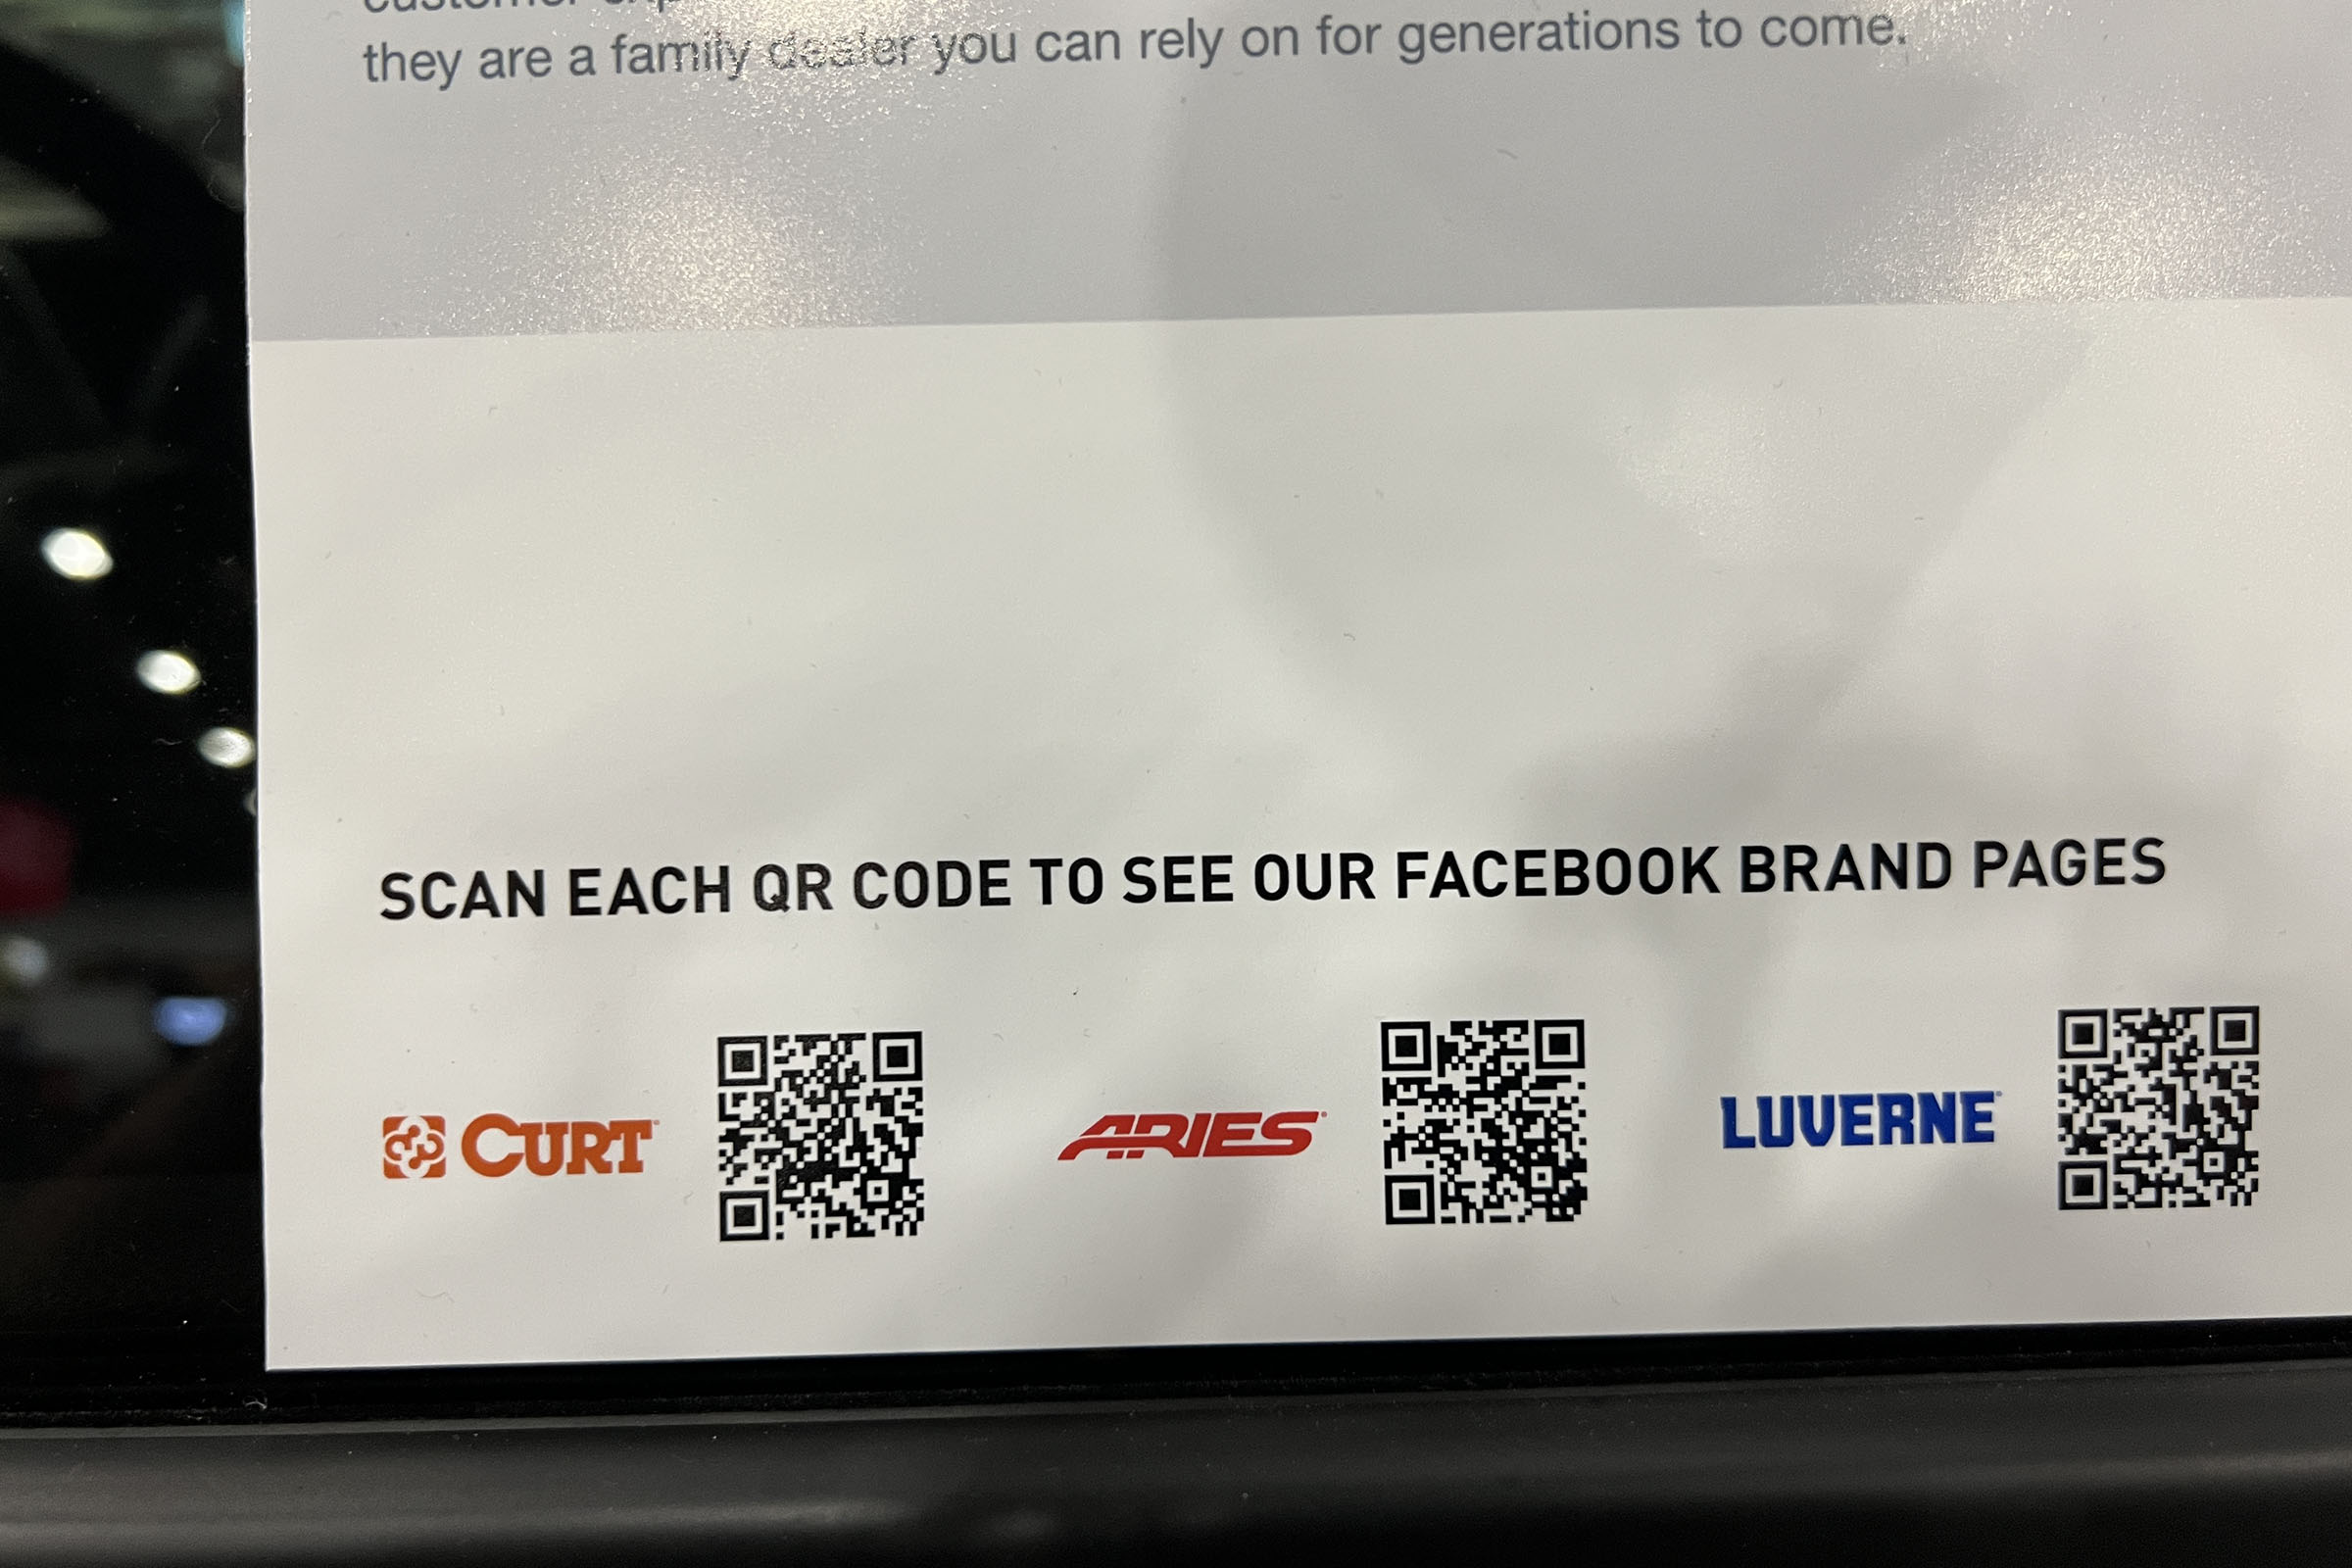 they are a family dealer you can rely on for generations to come.
SCAN EACH QR CODE TO SEE OUR FACEBOOK BRAND PAGES
CURT
ARIES
LUVERNE